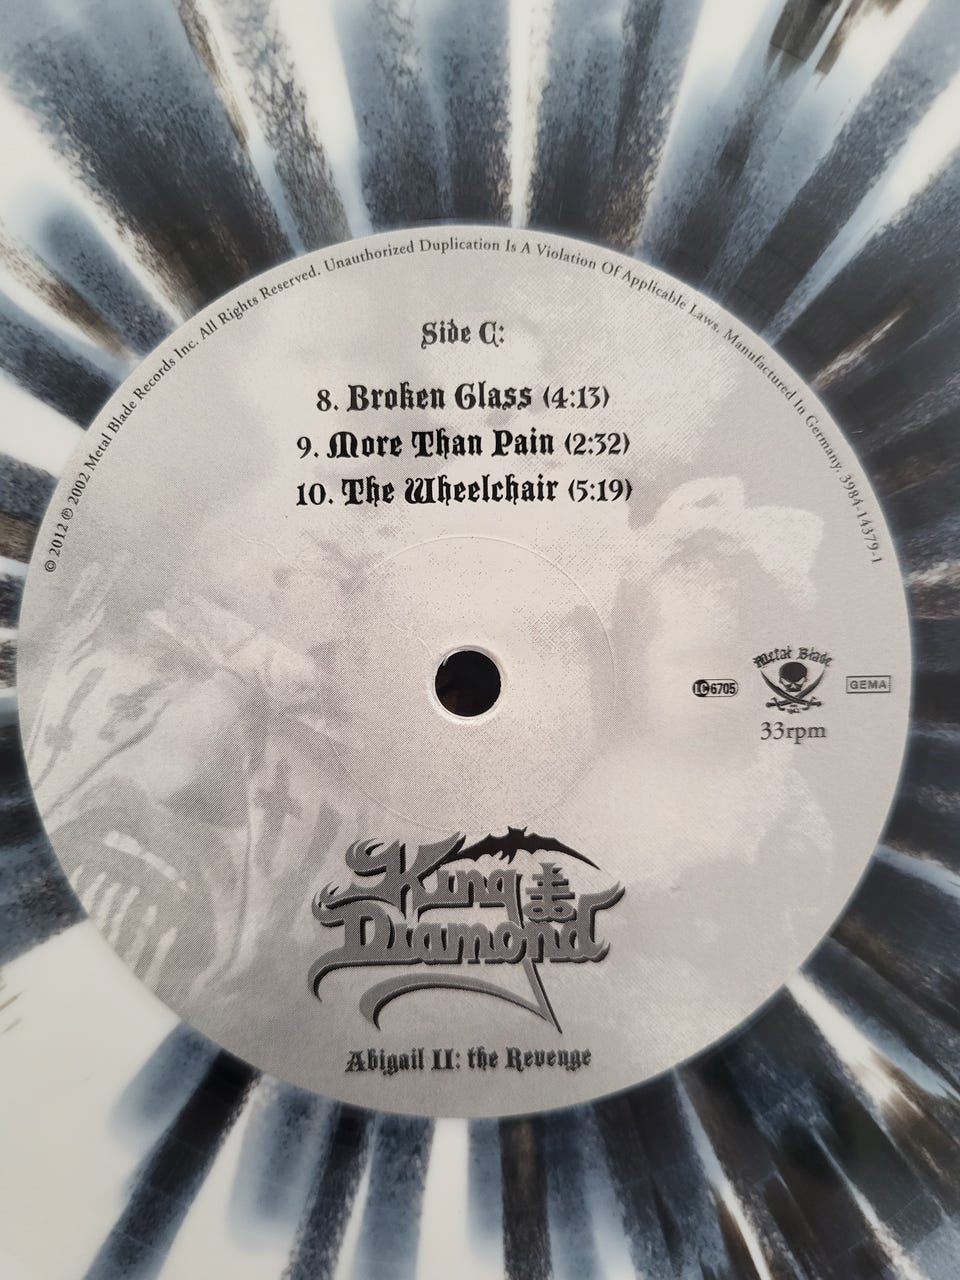 © 2012 ℗ 2002 Metal Blade Records Inc. All Rights Reserved. Unauthorized Duplication Is A Violation Of Applicable Laws. Manufactured In Germany. 3984-14379-1
Side C:
8. Broken Glass (4:13)
9. More Than Pain (2:32)
10. The Wheelchair (5:19)
Metal Blade
LC 6705
GEMA
33rpm
King
Diamond
Abigail II: the Revenge